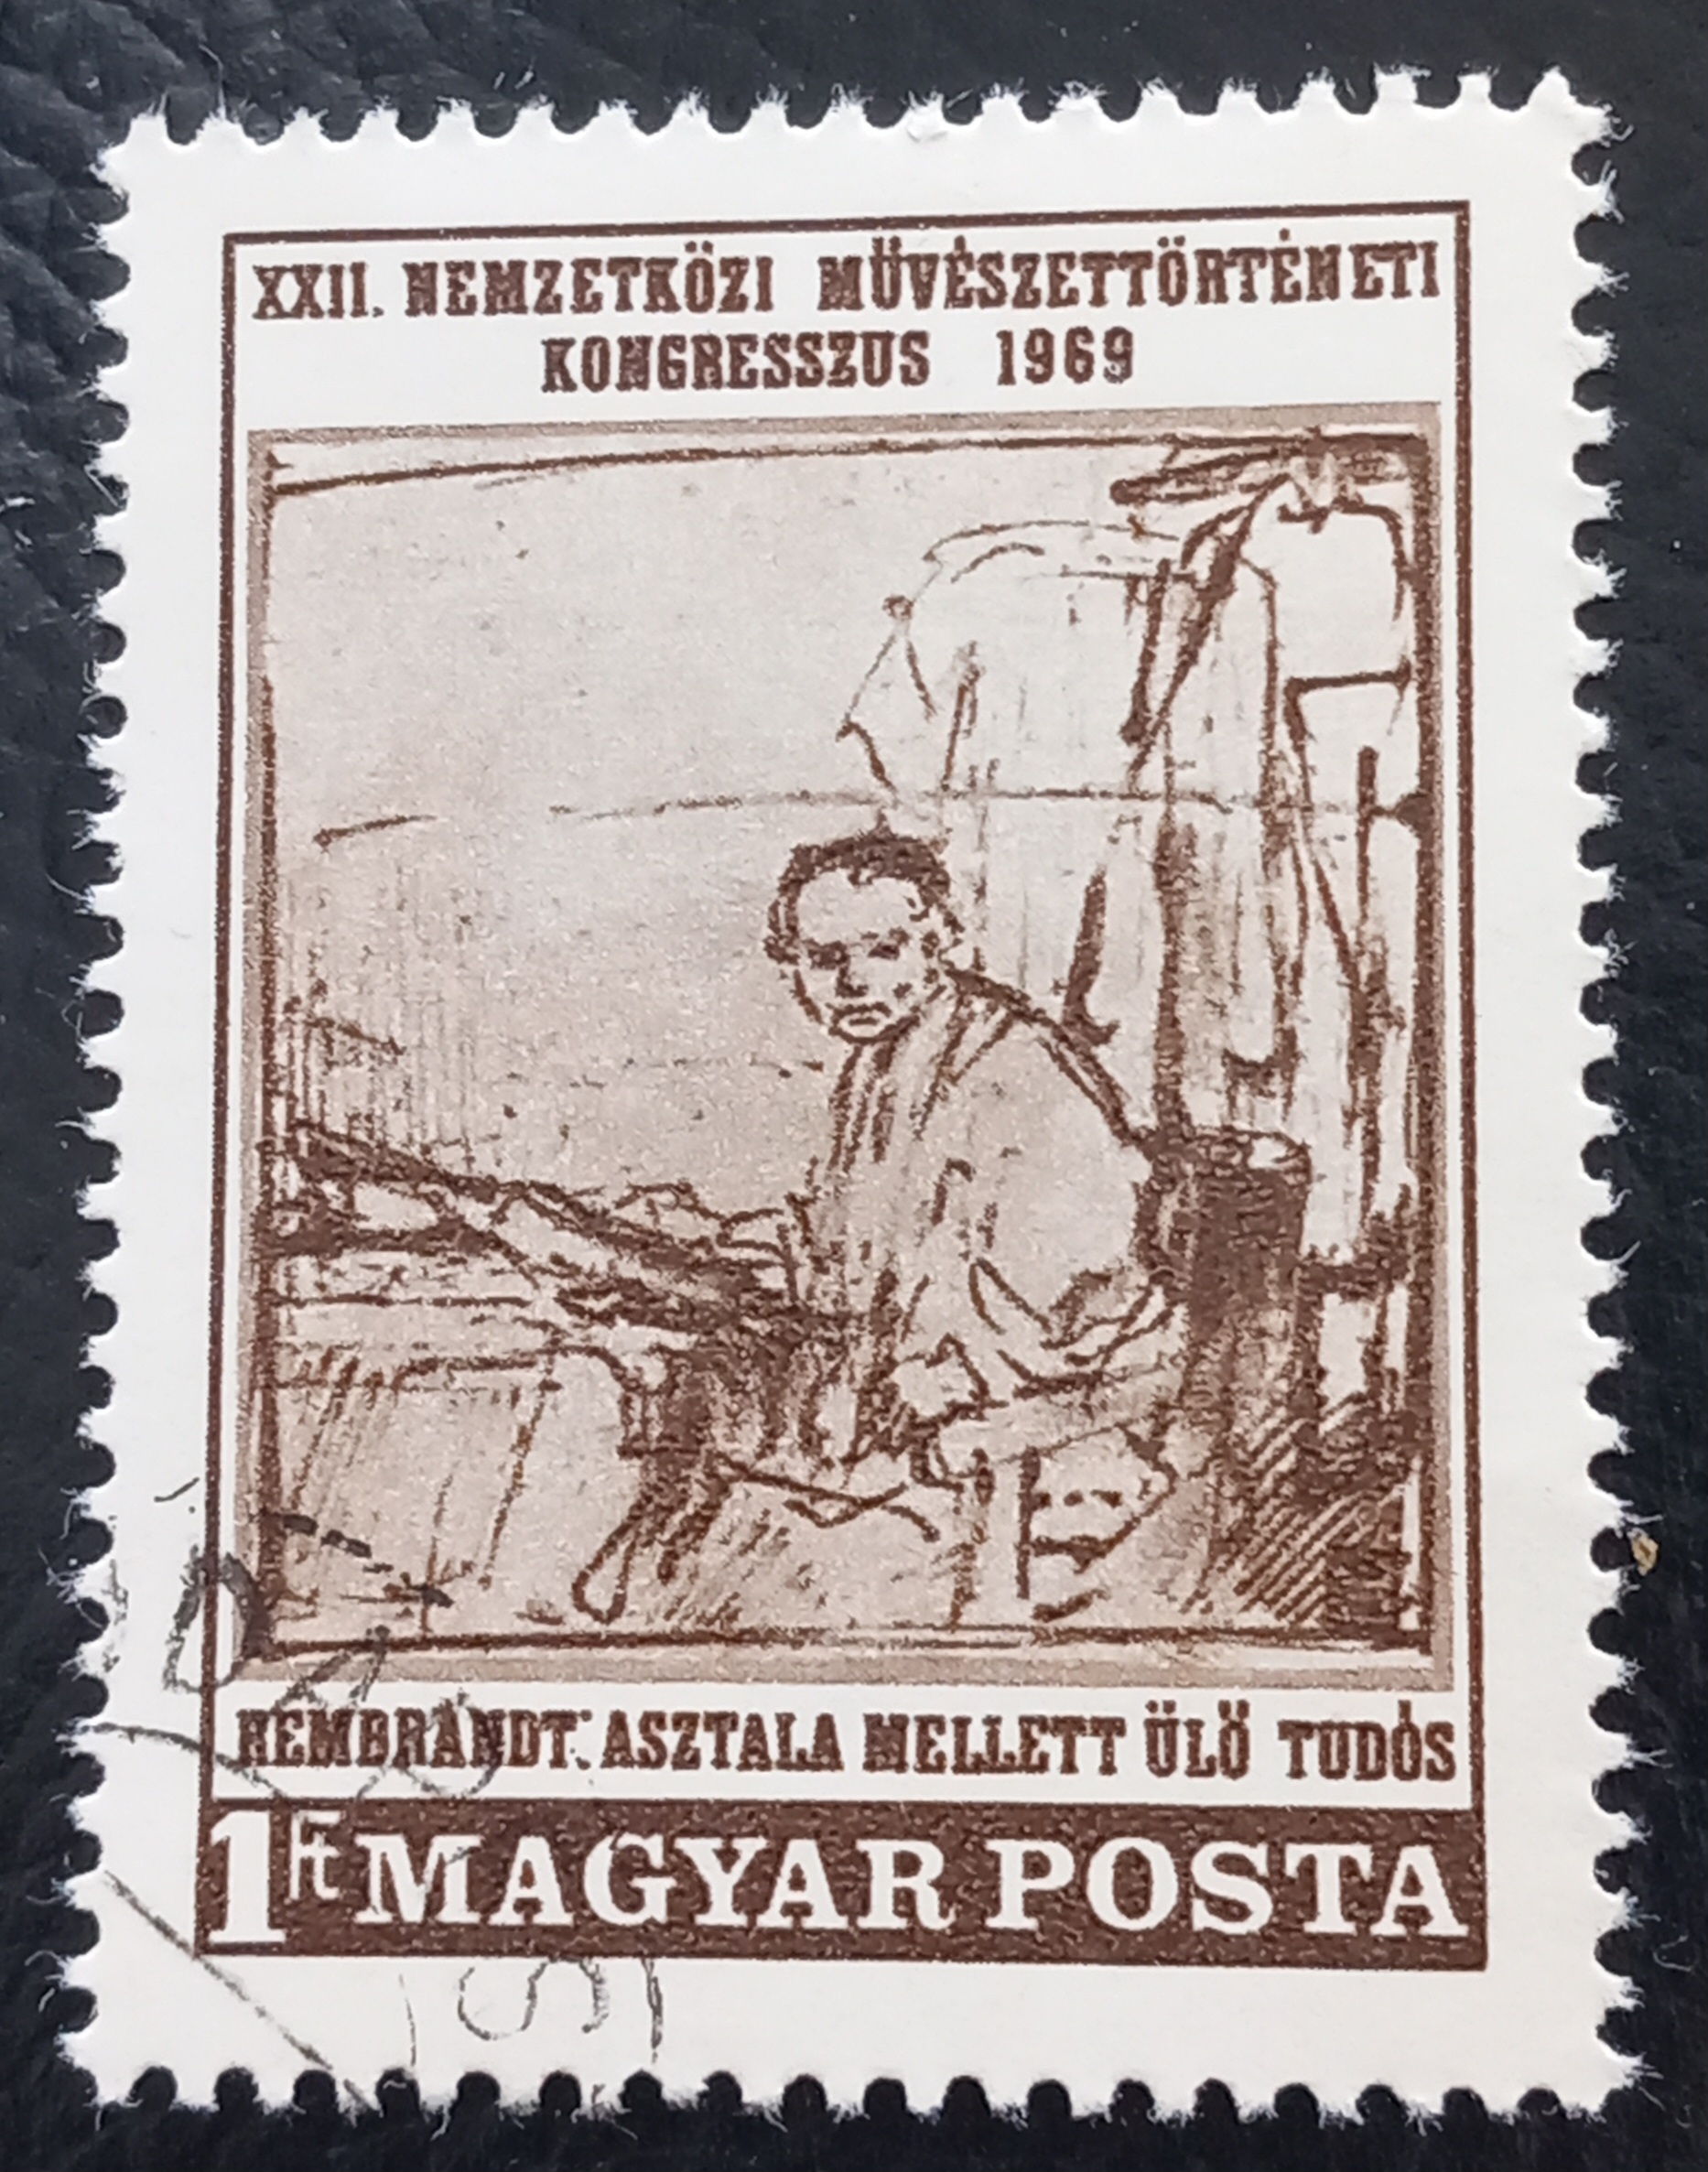 XXII. NEMZETKÖZI MŰVÉSZETTÖRTÉNETI
KONGRESSZUS 1969
REMBRANDT: ASZTALA MELLETT ÜLŐ TUDÓS
1Ft MAGYAR POSTA